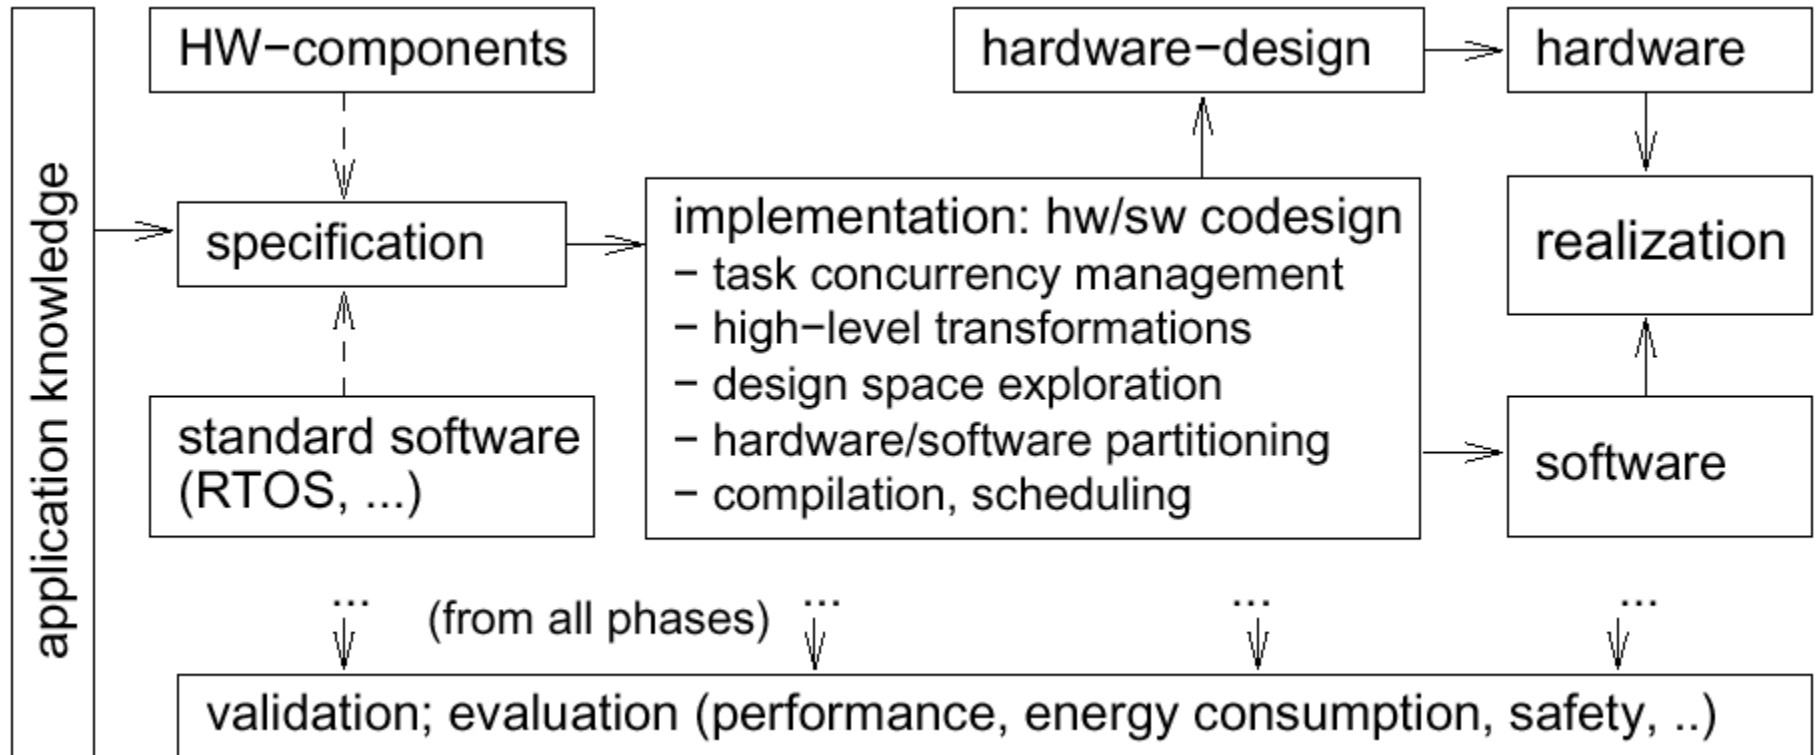 application knowledge
HW−components
specification
standard software
(RTOS, ...)
implementation: hw/sw codesign
− task concurrency management
− high−level transformations
− design space exploration
− hardware/software partitioning
− compilation, scheduling
hardware−design
hardware
realization
software
...
(from all phases)
...
...
...
validation; evaluation (performance, energy consumption, safety, ..)